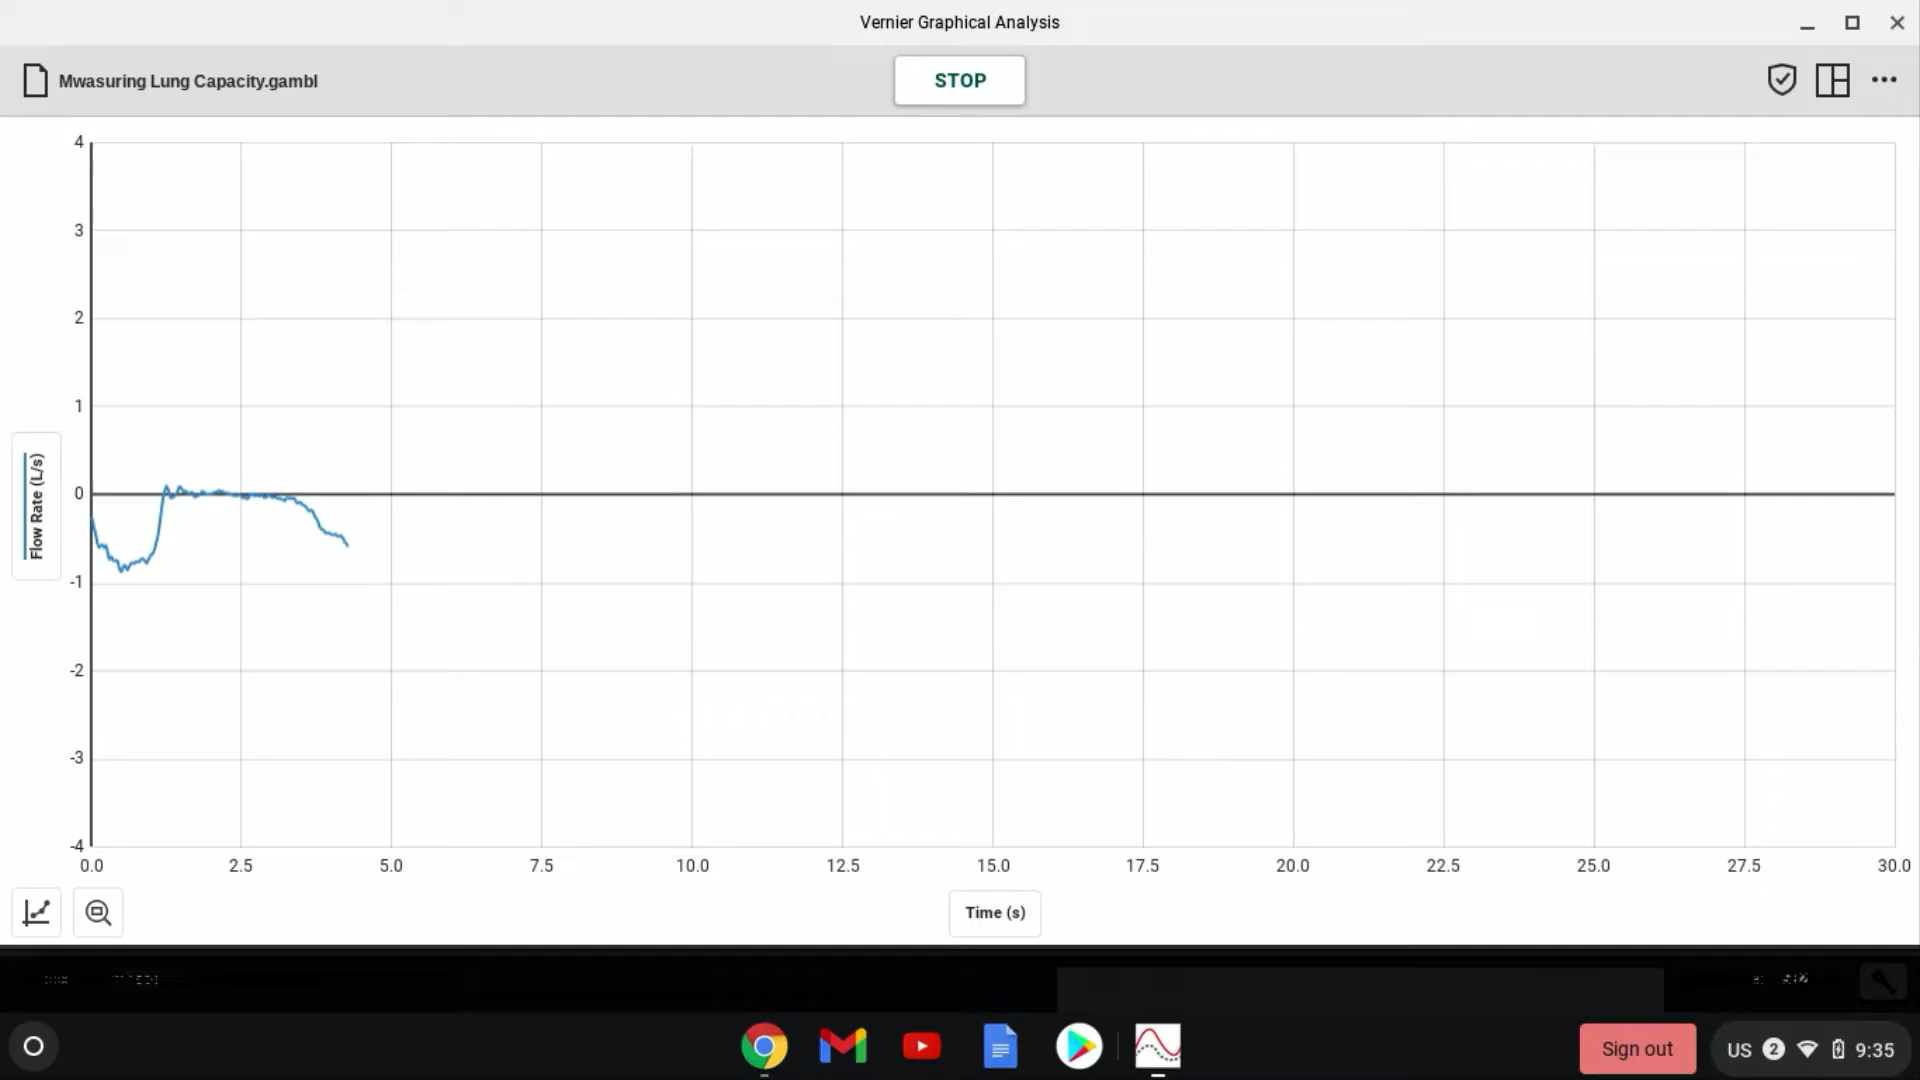 Vernier Graphical Analysis
Mwasuring Lung Capacity.gambl
STOP
4
3
2
1
0
-1
-2
-3
-4
Flow Rate (L/s)
0.0 2.5 5.0 7.5 10.0 12.5 15.0 17.5 20.0 22.5 25.0 27.5 30.0
Time (s)
Sign out
US 2 9:35